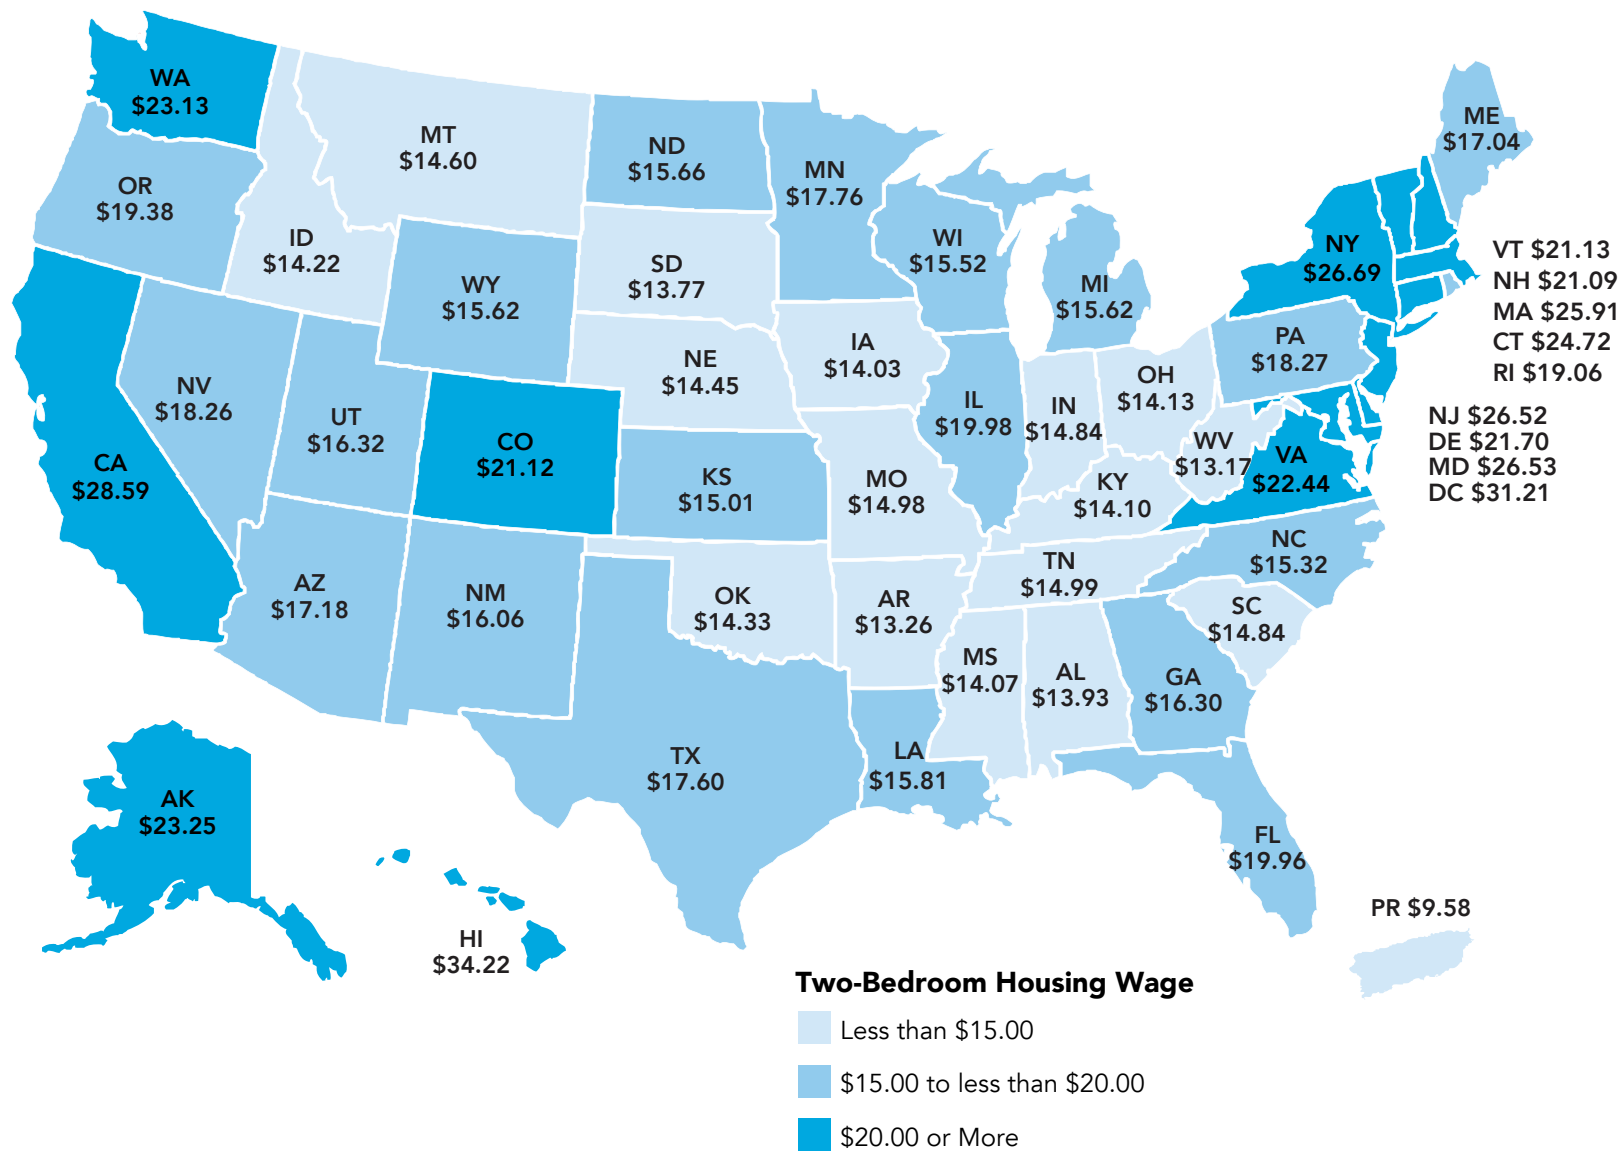 WA
$23.13
MT
$14.60
ND
$15.66
MN
$17.76
ME
$17.04
OR
$19.38
ID
$14.22
SD
$13.77
WI
$15.52
MI
$15.62
NY
$26.69
VT $21.13
NH $21.09
MA $25.91
CT $24.72
RI $19.06
WY
$15.62
NE
$14.45
IA
$14.03
PA
$18.27
NV
$18.26
UT
$16.32
CO
$21.12
IL
$19.98
IN
$14.84
OH
$14.13
NJ $26.52
DE $21.70
MD $26.53
DC $31.21
CA
$28.59
KS
$15.01
MO
$14.98
KY
$14.10
WV
$13.17
VA
$22.44
AZ
$17.18
NM
$16.06
OK
$14.33
AR
$13.26
TN
$14.99
NC
$15.32
SC
$14.84
MS
$14.07
AL
$13.93
GA
$16.30
TX
$17.60
LA
$15.81
FL
$19.96
AK
$23.25
HI
$34.22
PR $9.58
Two-Bedroom Housing Wage
Less than $15.00
$15.00 to less than $20.00
$20.00 or More